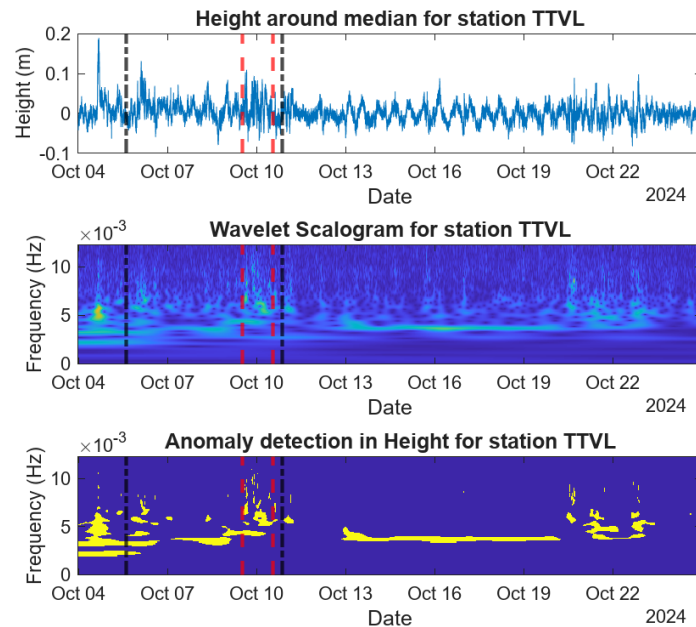 Height around median for station TTVL
Height (m)
0.2
0.1
0
-0.1
Oct 04 Oct 07 Oct 10 Oct 13 Oct 16 Oct 19 Oct 22
Date
2024
Wavelet Scalogram for station TTVL
×10⁻³
Frequency (Hz)
10
5
0
Oct 04 Oct 07 Oct 10 Oct 13 Oct 16 Oct 19 Oct 22
Date
2024
Anomaly detection in Height for station TTVL
×10⁻³
Frequency (Hz)
10
5
0
Oct 04 Oct 07 Oct 10 Oct 13 Oct 16 Oct 19 Oct 22
Date
2024